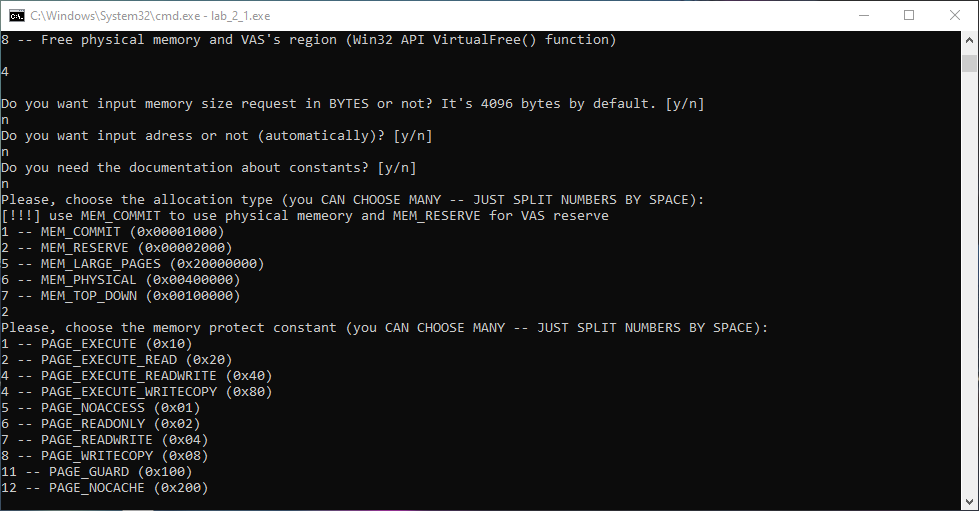 C:\Windows\System32\cmd.exe - lab_2_1.exe
8 -- Free physical memory and VAS's region (Win32 API VirtualFree() function)
4
Do you want input memory size request in BYTES or not? It's 4096 bytes by default. [y/n]
n
Do you want input adress or not (automatically)? [y/n]
n
Do you need the documentation about constants? [y/n]
n
Please, choose the allocation type (you CAN CHOOSE MANY -- JUST SPLIT NUMBERS BY SPACE):
[!!!] use MEM_COMMIT to use physical memeory and MEM_RESERVE for VAS reserve
1 -- MEM_COMMIT (0x00001000)
2 -- MEM_RESERVE (0x00002000)
5 -- MEM_LARGE_PAGES (0x20000000)
6 -- MEM_PHYSICAL (0x00400000)
7 -- MEM_TOP_DOWN (0x00100000)
2
Please, choose the memory protect constant (you CAN CHOOSE MANY -- JUST SPLIT NUMBERS BY SPACE):
1 -- PAGE_EXECUTE (0x10)
2 -- PAGE_EXECUTE_READ (0x20)
4 -- PAGE_EXECUTE_READWRITE (0x40)
4 -- PAGE_EXECUTE_WRITECOPY (0x80)
5 -- PAGE_NOACCESS (0x01)
6 -- PAGE_READONLY (0x02)
7 -- PAGE_READWRITE (0x04)
8 -- PAGE_WRITECOPY (0x08)
11 -- PAGE_GUARD (0x100)
12 -- PAGE_NOCACHE (0x200)